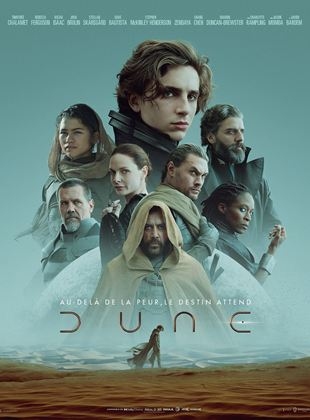 TIMOTHÉE CHALAMET REBECCA FERGUSON OSCAR ISAAC JOSH BROLIN STELLAN SKARSGÅRD DAVE BAUTISTA STEPHEN McKINLEY HENDERSON ZENDAYA CHANG CHEN SHARON DUNCAN-BREWSTER CHARLOTTE RAMPLING JASON MOMOA JAVIER BARDEM
AU-DELÀ DE LA PEUR, LE DESTIN ATTEND
DUNE